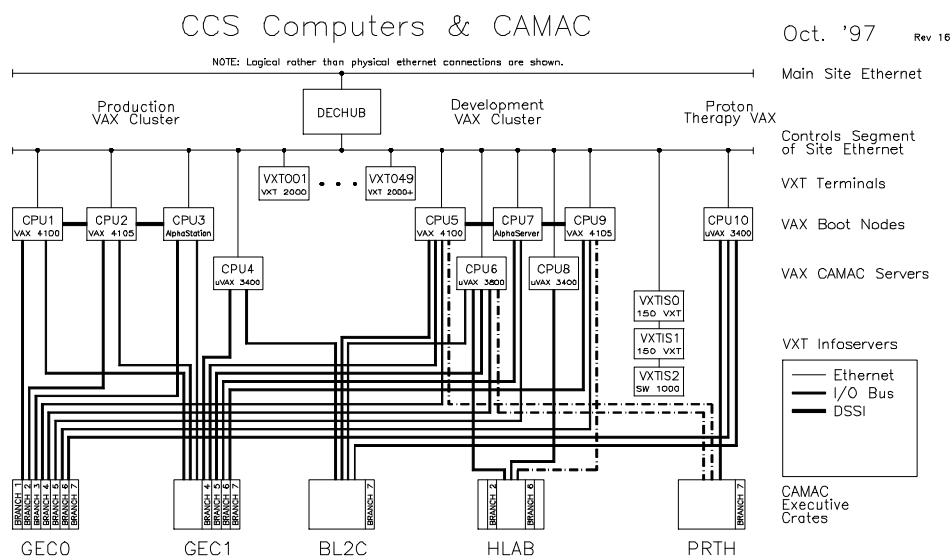 CCS Computers & CAMAC
Oct. '97 Rev 16
NOTE: Logical rather than physical ethernet connections are shown.
Main Site Ethernet
Production
VAX Cluster
DECHUB
Development
VAX Cluster
Proton
Therapy VAX
Controls Segment
of Site Ethernet
VXT001
VXT 2000
VXT049
VXT 2000+
VXT Terminals
CPU1
VAX 4100
CPU2
VAX 4105
CPU3
AlphaStation
CPU5
VAX 4100
CPU7
AlphaServer
CPU9
VAX 4105
CPU10
uVAX 3400
VAX Boot Nodes
CPU4
uVAX 3400
CPU6
uVAX 3800
CPU8
uVAX 3400
VAX CAMAC Servers
VXTIS0
150 VXT
VXTIS1
150 VXT
VXTIS2
SW 1000
VXT Infoservers
Ethernet
I/O Bus
DSSI
BRANCH 1
BRANCH 2
BRANCH 3
BRANCH 4
BRANCH 5
BRANCH 6
BRANCH 7
BRANCH 4
BRANCH 5
BRANCH 6
BRANCH 7
BRANCH 7
BRANCH 2
BRANCH 6
BRANCH 7
CAMAC
Executive
Crates
GEC0
GEC1
BL2C
HLAB
PRTH